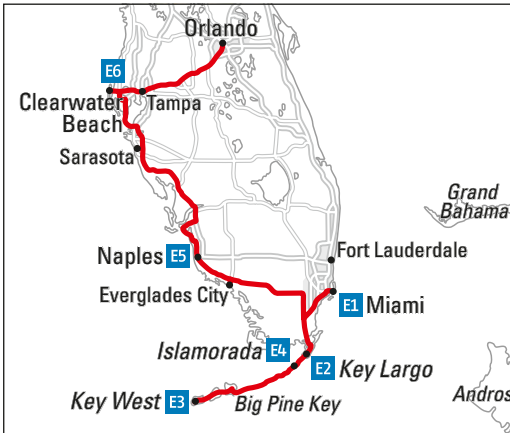 Orlando
E6
Clearwater
Beach
Tampa
Sarasota
Grand
Bahama
Naples E5
Fort Lauderdale
Everglades City
E1 Miami
Islamorada E4
E2 Key Largo
Key West E3
Big Pine Key
Andros